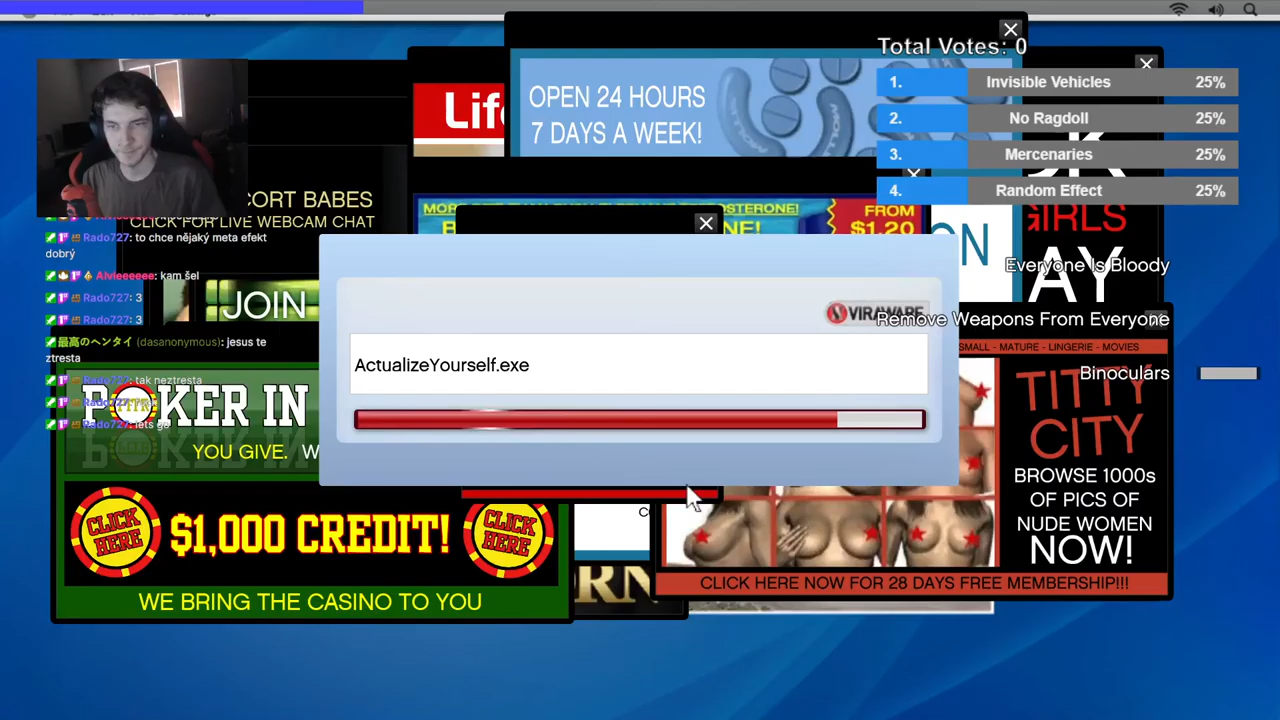 Total Votes: 0
1. Invisible Vehicles 25%
2. No Ragdoll 25%
3. Mercenaries 25%
4. Random Effect 25%
OPEN 24 HOURS
7 DAYS A WEEK!
Life
CORT BABES
CLICK FOR LIVE WEBCAM CHAT
JOIN
FROM
$1.20
GIRLS
Everyone Is Bloody
Remove Weapons From Everyone
Binoculars
Rado727: to chce nějaký meta efekt
dobrý
Alvieeeeee: kam šel
Rado727: 3
Rado727: 3
最高のヘンタイ (dasanonymous): jesus te
ztresta
Rado727: tak neztresta
Rado727: lets go
VIRAWARE
ActualizeYourself.exe
POKER IN
YOU GIVE. W
CLICK
HERE
$1,000 CREDIT!
CLICK
HERE
WE BRING THE CASINO TO YOU
ORN
SMALL - MATURE - LINGERIE - MOVIES
TITTY
CITY
BROWSE 1000s
OF PICS OF
NUDE WOMEN
NOW!
CLICK HERE NOW FOR 28 DAYS FREE MEMBERSHIP!!!